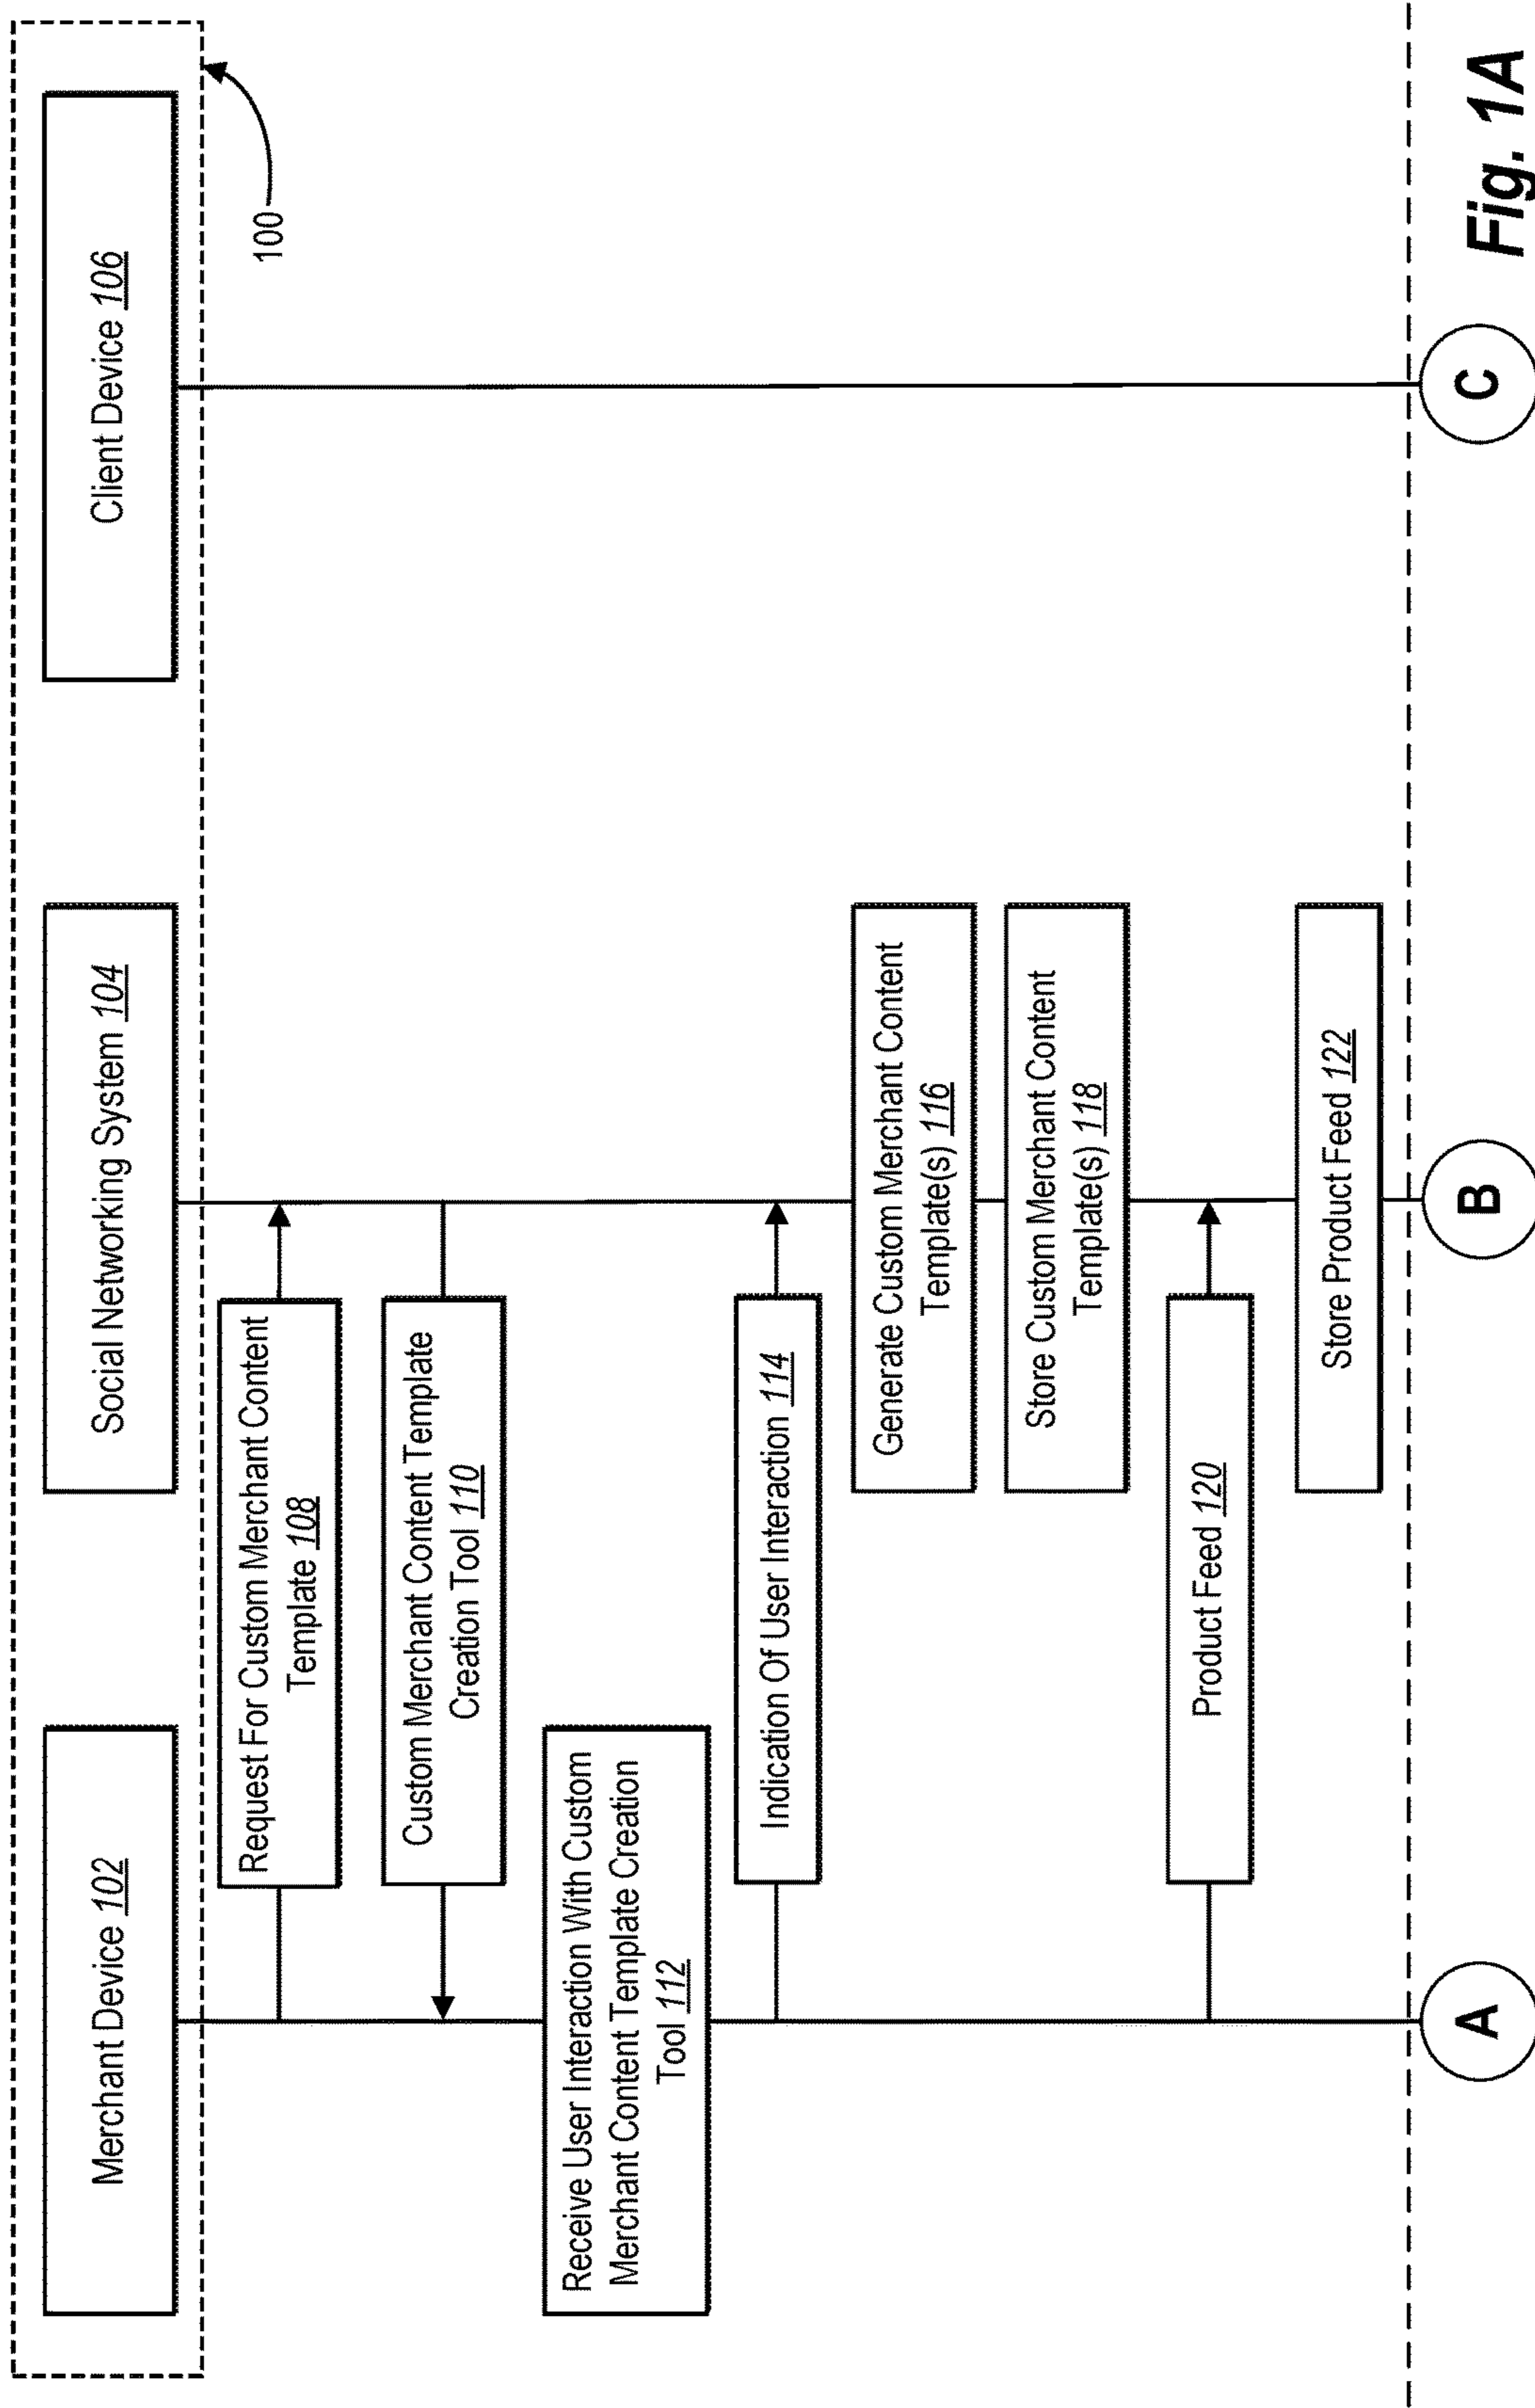 Merchant Device 102
Social Networking System 104
Client Device 106
100
Request For Custom Merchant Content
Template 108
Custom Merchant Content Template
Creation Tool 110
Receive User Interaction With Custom
Merchant Content Template Creation
Tool 112
Indication Of User Interaction 114
Generate Custom Merchant Content
Template(s) 116
Store Custom Merchant Content
Template(s) 118
Product Feed 120
Store Product Feed 122
A
B
C
Fig. 1A